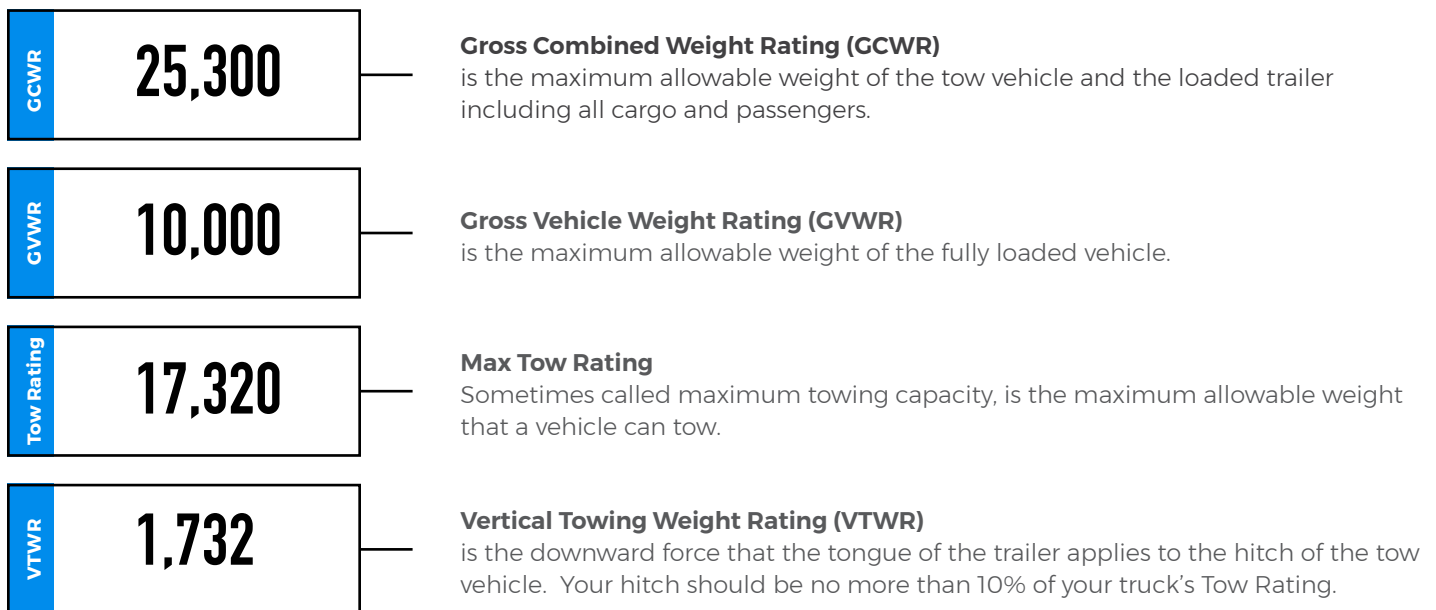 GCWR
25,300
Gross Combined Weight Rating (GCWR)
is the maximum allowable weight of the tow vehicle and the loaded trailer
including all cargo and passengers.
GVWR
10,000
Gross Vehicle Weight Rating (GVWR)
is the maximum allowable weight of the fully loaded vehicle.
Tow Rating
17,320
Max Tow Rating
Sometimes called maximum towing capacity, is the maximum allowable weight
that a vehicle can tow.
VTWR
1,732
Vertical Towing Weight Rating (VTWR)
is the downward force that the tongue of the trailer applies to the hitch of the tow
vehicle.  Your hitch should be no more than 10% of your truck's Tow Rating.